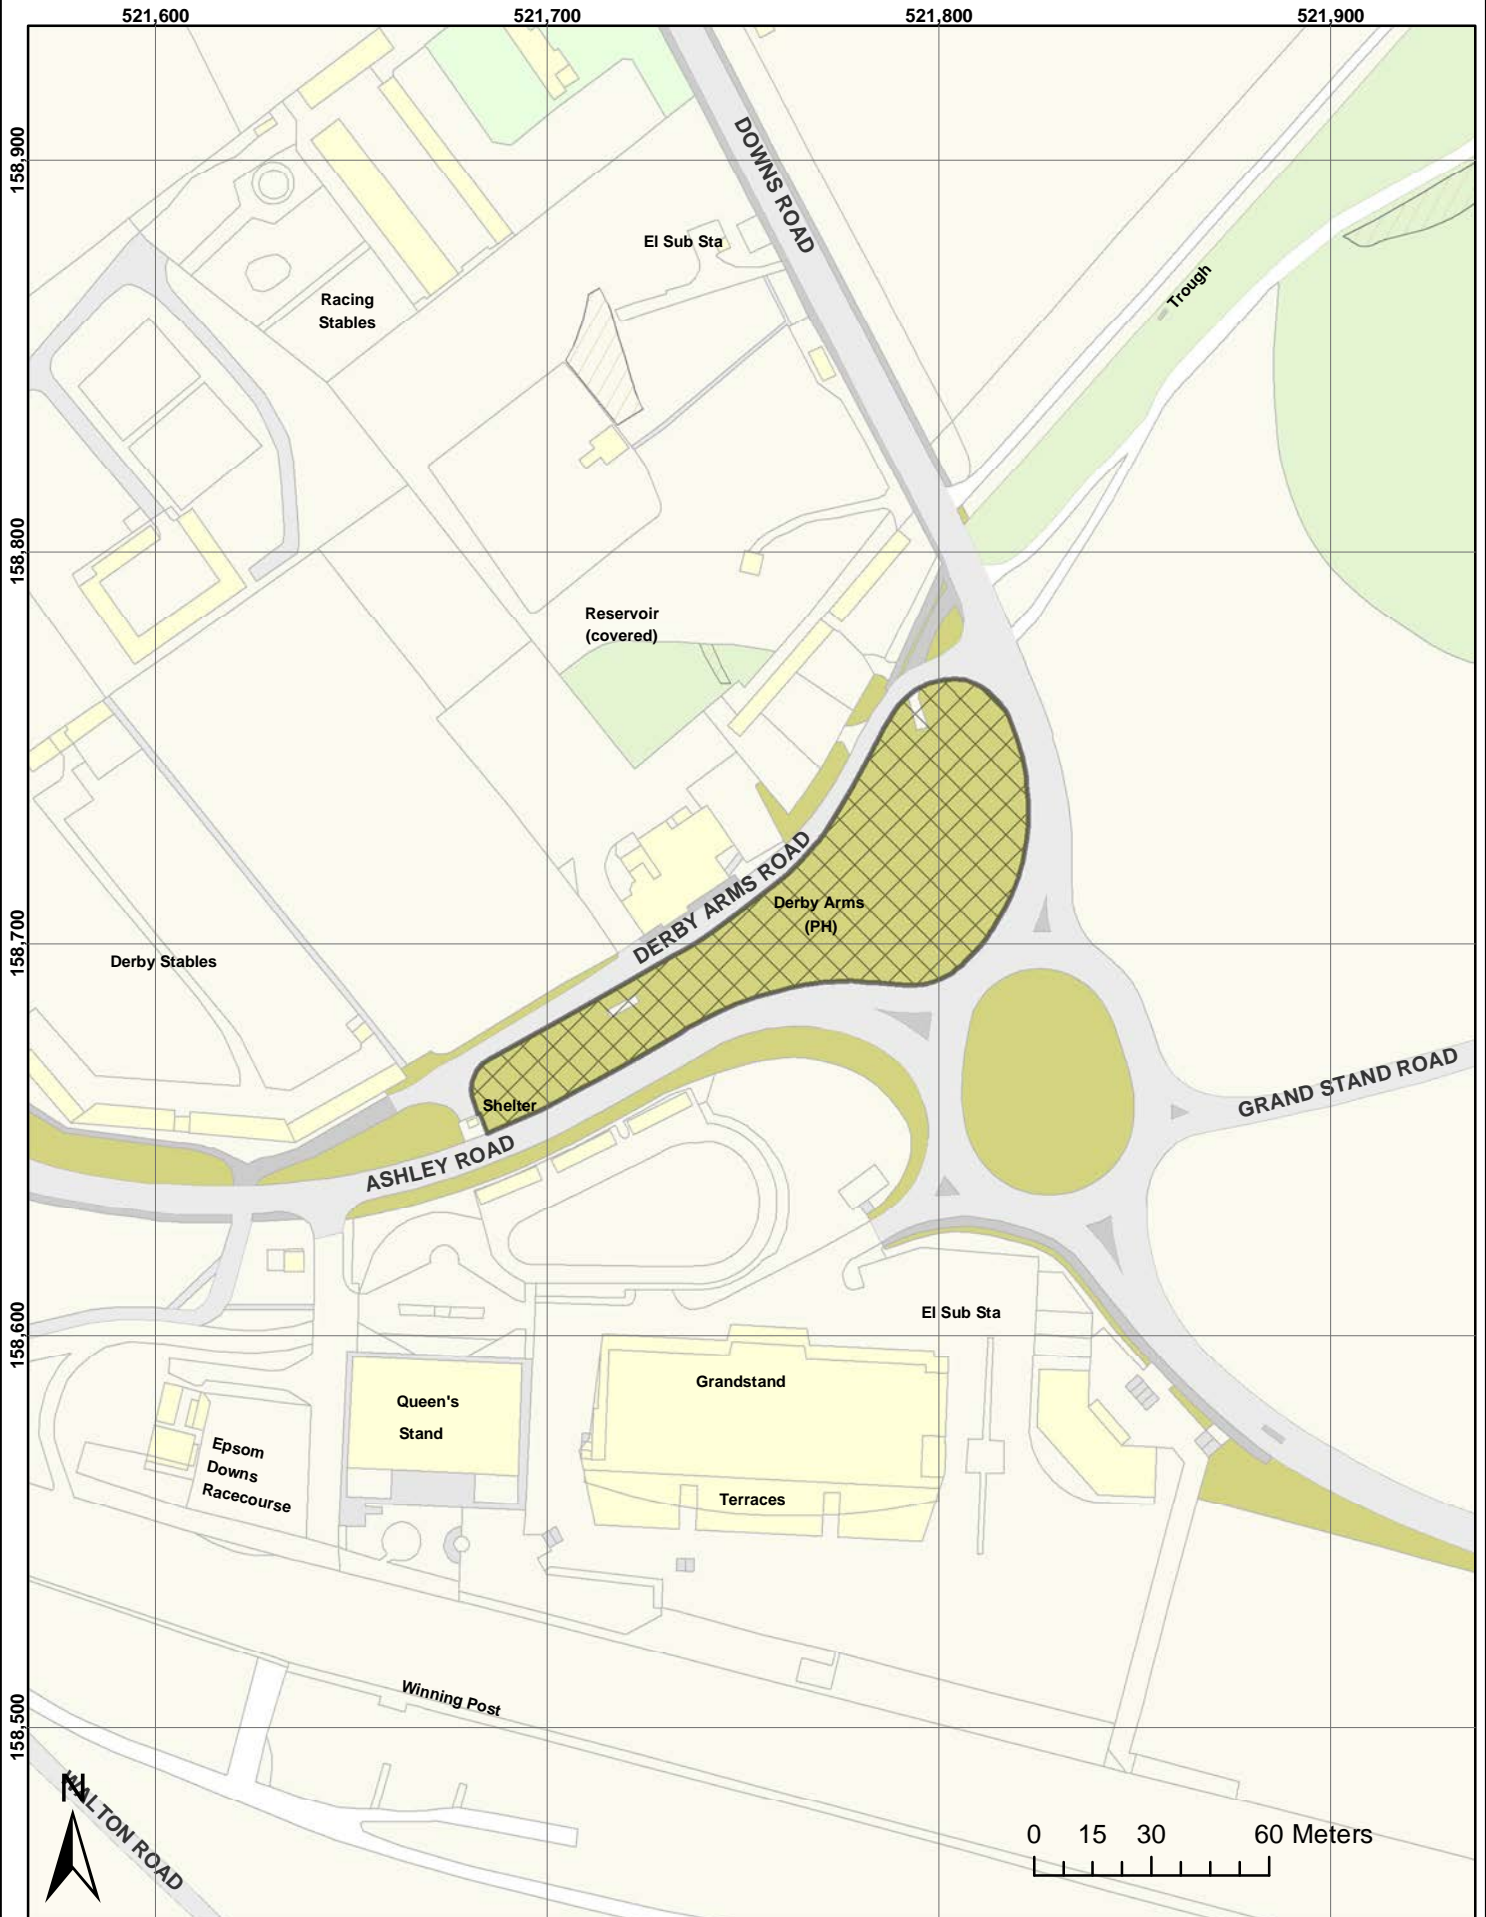 521,600
521,700
521,800
521,900
158,900
158,800
158,700
158,600
158,500
DOWNS ROAD
El Sub Sta
Trough
Racing
Stables
Reservoir
(covered)
DERBY ARMS ROAD
Derby Arms
(PH)
Derby Stables
GRAND STAND ROAD
Shelter
ASHLEY ROAD
El Sub Sta
Grandstand
Queen's
Stand
Epsom
Downs
Racecourse
Terraces
Winning Post
N
WALTON ROAD
0 15 30 60 Meters